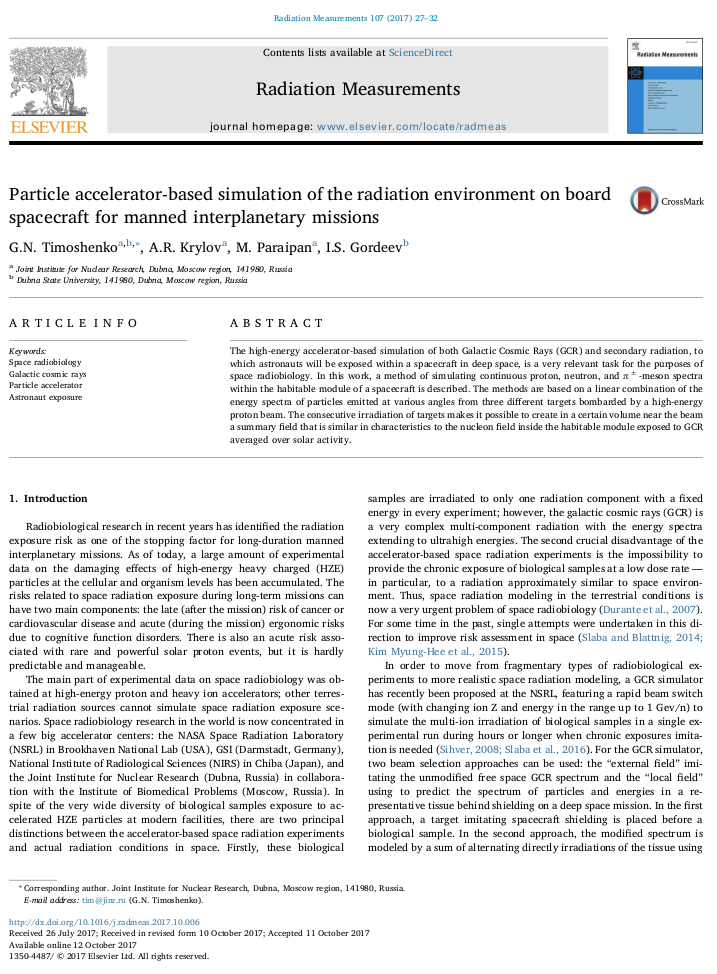 Radiation Measurements 107 (2017) 27–32
Contents lists available at ScienceDirect
Radiation Measurements
journal homepage: www.elsevier.com/locate/radmeas
ELSEVIER
Radiation Measurements
Particle accelerator-based simulation of the radiation environment on board
spacecraft for manned interplanetary missions
CrossMark
G.N. Timoshenkoa,b,*, A.R. Krylova, M. Paraipana, I.S. Gordeevb
a Joint Institute for Nuclear Research, Dubna, Moscow region, 141980, Russia
b Dubna State University, 141980, Dubna, Moscow region, Russia
ARTICLE INFO
Keywords:
Space radiobiology
Galactic cosmic rays
Particle accelerator
Astronaut exposure
ABSTRACT
The high-energy accelerator-based simulation of both Galactic Cosmic Rays (GCR) and secondary radiation, to
which astronauts will be exposed within a spacecraft in deep space, is a very relevant task for the purposes of
space radiobiology. In this work, a method of simulating continuous proton, neutron, and π± -meson spectra
within the habitable module of a spacecraft is described. The methods are based on a linear combination of the
energy spectra of particles emitted at various angles from three different targets bombarded by a high-energy
proton beam. The consecutive irradiation of targets makes it possible to create in a certain volume near the beam
a summary field that is similar in characteristics to the nucleon field inside the habitable module exposed to GCR
averaged over solar activity.
1. Introduction
Radiobiological research in recent years has identified the radiation
exposure risk as one of the stopping factor for long-duration manned
interplanetary missions. As of today, a large amount of experimental
data on the damaging effects of high-energy heavy charged (HZE)
particles at the cellular and organism levels has been accumulated. The
risks related to space radiation exposure during long-term missions can
have two main components: the late (after the mission) risk of cancer or
cardiovascular disease and acute (during the mission) ergonomic risks
due to cognitive function disorders. There is also an acute risk asso-
ciated with rare and powerful solar proton events, but it is hardly
predictable and manageable.
The main part of experimental data on space radiobiology was ob-
tained at high-energy proton and heavy ion accelerators; other terres-
trial radiation sources cannot simulate space radiation exposure sce-
narios. Space radiobiology research in the world is now concentrated in
a few big accelerator centers: the NASA Space Radiation Laboratory
(NSRL) in Brookhaven National Lab (USA), GSI (Darmstadt, Germany),
National Institute of Radiological Sciences (NIRS) in Chiba (Japan), and
the Joint Institute for Nuclear Research (Dubna, Russia) in collabora-
tion with the Institute of Biomedical Problems (Moscow, Russia). In
spite of the very wide diversity of biological samples exposure to ac-
celerated HZE particles at modern facilities, there are two principal
distinctions between the accelerator-based space radiation experiments
and actual radiation conditions in space. Firstly, these biological
samples are irradiated to only one radiation component with a fixed
energy in every experiment; however, the galactic cosmic rays (GCR) is
a very complex multi-component radiation with the energy spectra
extending to ultrahigh energies. The second crucial disadvantage of the
accelerator-based space radiation experiments is the impossibility to
provide the chronic exposure of biological samples at a low dose rate —
in particular, to a radiation approximately similar to space environ-
ment. Thus, space radiation modeling in the terrestrial conditions is
now a very urgent problem of space radiobiology (Durante et al., 2007).
For some time in the past, single attempts were undertaken in this di-
rection to improve risk assessment in space (Slaba and Blattnig, 2014;
Kim Myung-Hee et al., 2015).
In order to move from fragmentary types of radiobiological ex-
periments to more realistic space radiation modeling, a GCR simulator
has recently been proposed at the NSRL, featuring a rapid beam switch
mode (with changing ion Z and energy in the range up to 1 Gev/n) to
simulate the multi-ion irradiation of biological samples in a single ex-
perimental run during hours or longer when chronic exposures imita-
tion is needed (Sihver, 2008; Slaba et al., 2016). For the GCR simulator,
two beam selection approaches can be used: the “external field” imi-
tating the unmodified free space GCR spectrum and the “local field”
using to predict the spectrum of particles and energies in a re-
presentative tissue behind shielding on a deep space mission. In the first
approach, a target imitating spacecraft shielding is placed before a
biological sample. In the second approach, the modified spectrum is
modeled by a sum of alternating directly irradiations of the tissue using
* Corresponding author. Joint Institute for Nuclear Research, Dubna, Moscow region, 141980, Russia.
E-mail address: tim@jinr.ru (G.N. Timoshenko).
http://dx.doi.org/10.1016/j.radmeas.2017.10.006
Received 26 July 2017; Received in revised form 10 October 2017; Accepted 11 October 2017
Available online 12 October 2017
1350-4487/ © 2017 Elsevier Ltd. All rights reserved.